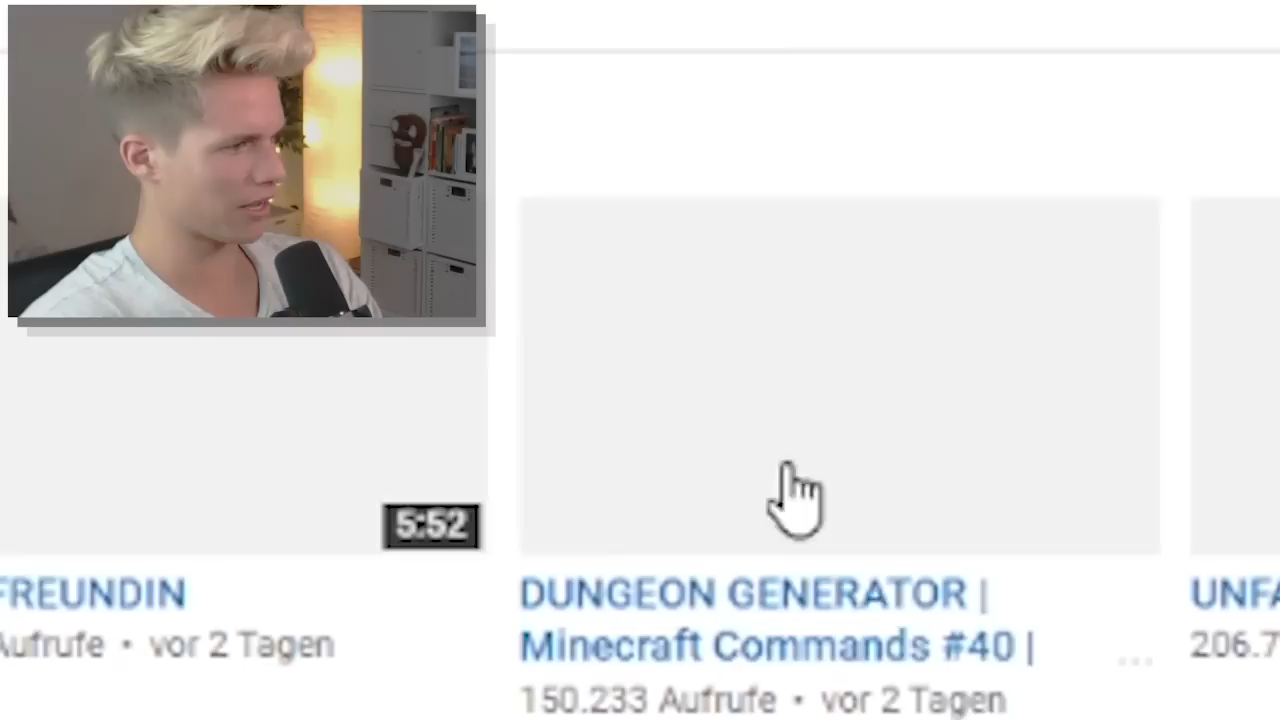 5:52
FREUNDIN
Aufrufe • vor 2 Tagen
DUNGEON GENERATOR |
Minecraft Commands #40 |
...
150.233 Aufrufe • vor 2 Tagen
UNFA
206.7